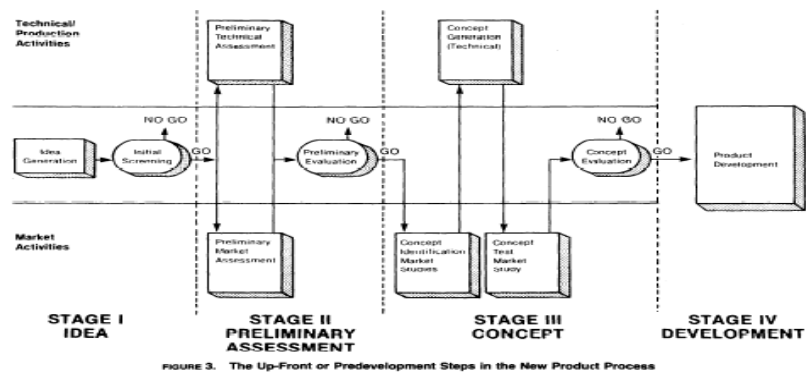 Technical/
Production
Activities
Preliminary
Technical
Assessment
Concept
Generation
(Technical)
NO GO
NO GO
NO GO
Idea
Generation
Initial
Screening
GO
Preliminary
Evaluation
GO
Concept
Evaluation
GO
Product
Development
Market
Activities
Preliminary
Market
Assessment
Concept
Identification
Market
Studies
Concept
Test
Market
Study
STAGE I
IDEA
STAGE II
PRELIMINARY
ASSESSMENT
STAGE III
CONCEPT
STAGE IV
DEVELOPMENT
FIGURE 3. The Up-Front or Predevelopment Steps in the New Product Process